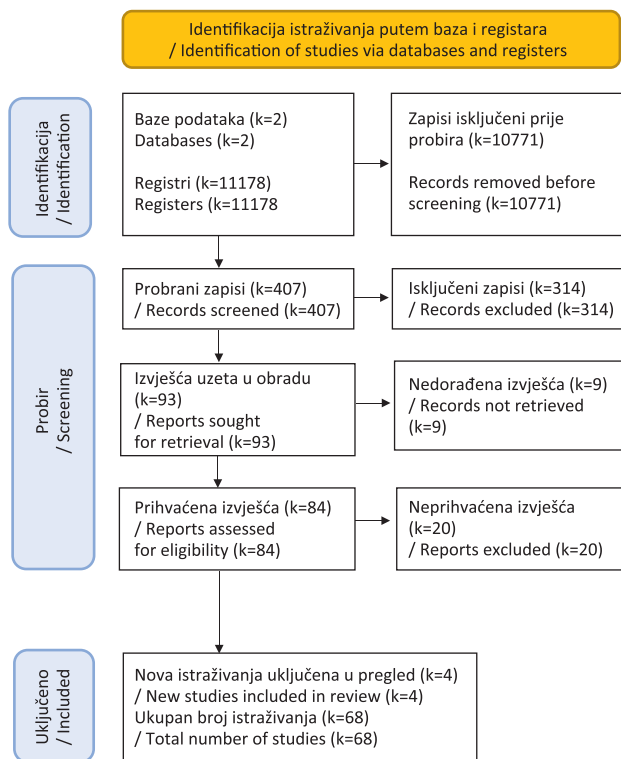 Identifikacija istraživanja putem baza i registara
/ Identification of studies via databases and registers
Identifikacija
/ Identification
Baze podataka (k=2)
Databases (k=2)
Registri (k=11178)
Registers (k=11178
Zapisi isključeni prije
probira (k=10771)
Records removed before
screening (k=10771)
Probir
/ Screening
Probrani zapisi (k=407)
/ Records screened (k=407)
Isključeni zapisi (k=314)
/ Records excluded (k=314)
Izvješća uzeta u obradu
(k=93)
/ Reports sought
for retrieval (k=93)
Nedorađena izvješća (k=9)
/ Records not retrieved
(k=9)
Prihvaćena izvješća (k=84)
/ Reports assessed
for eligibility (k=84)
Neprihvaćena izvješća
(k=20)
/ Reports excluded (k=20)
Uključeno
/ Included
Nova istraživanja uključena u pregled (k=4)
/ New studies included in review (k=4)
Ukupan broj istraživanja (k=68)
/ Total number of studies (k=68)